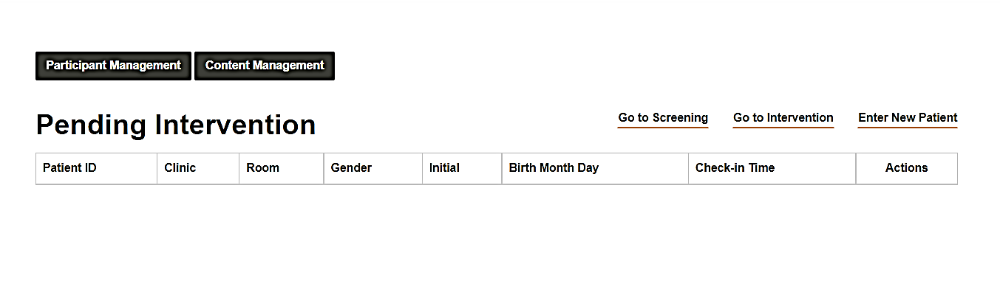 Participant Management Content Management
Pending Intervention
Go to Screening Go to Intervention Enter New Patient
Patient ID Clinic Room Gender Initial Birth Month Day Check-in Time Actions